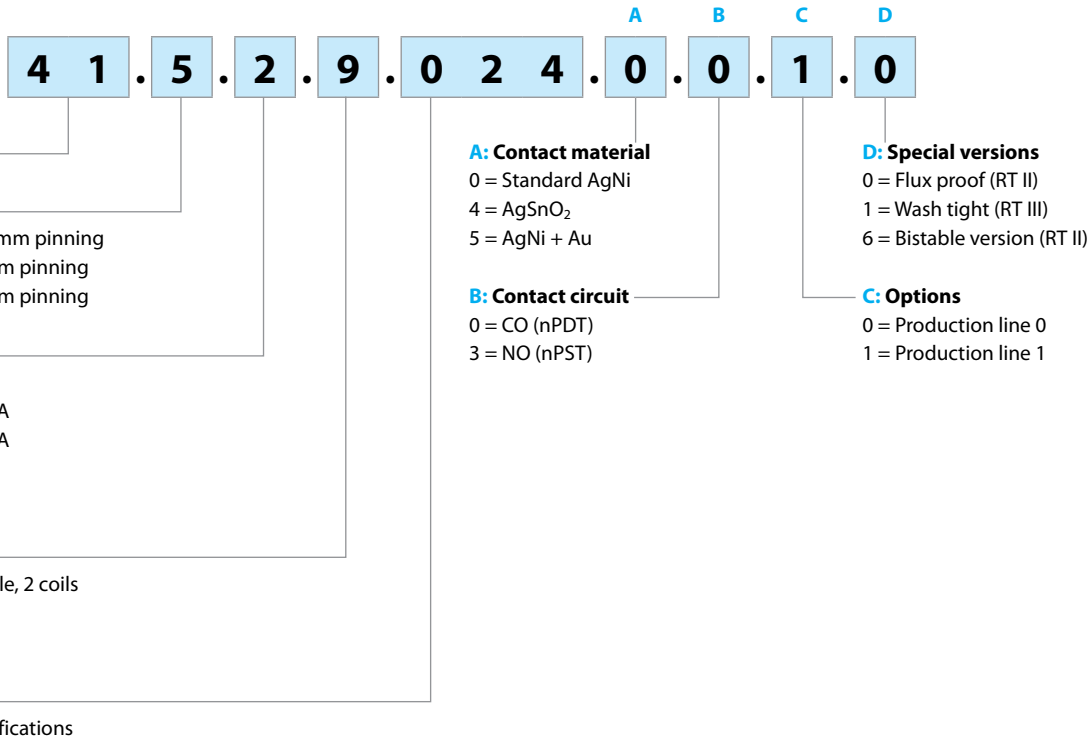 A B C D
4 1 . 5 . 2 . 9 . 0 2 4 . 0 . 0 . 1 . 0
A: Contact material
0 = Standard AgNi
4 = AgSnO₂
5 = AgNi + Au
B: Contact circuit
0 = CO (nPDT)
3 = NO (nPST)
D: Special versions
0 = Flux proof (RT II)
1 = Wash tight (RT III)
6 = Bistable version (RT II)
C: Options
0 = Production line 0
1 = Production line 1
mm pinning
m pinning
m pinning
A
A
le, 2 coils
fications